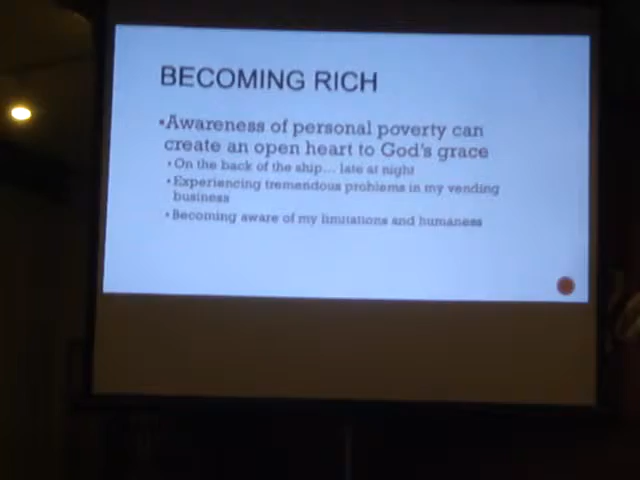 BECOMING RICH
▪Awareness of personal poverty can
create an open heart to God's grace
▪On the back of the ship... late at night
▪Experiencing tremendous problems in my vending
business
▪Becoming aware of my limitations and humaness